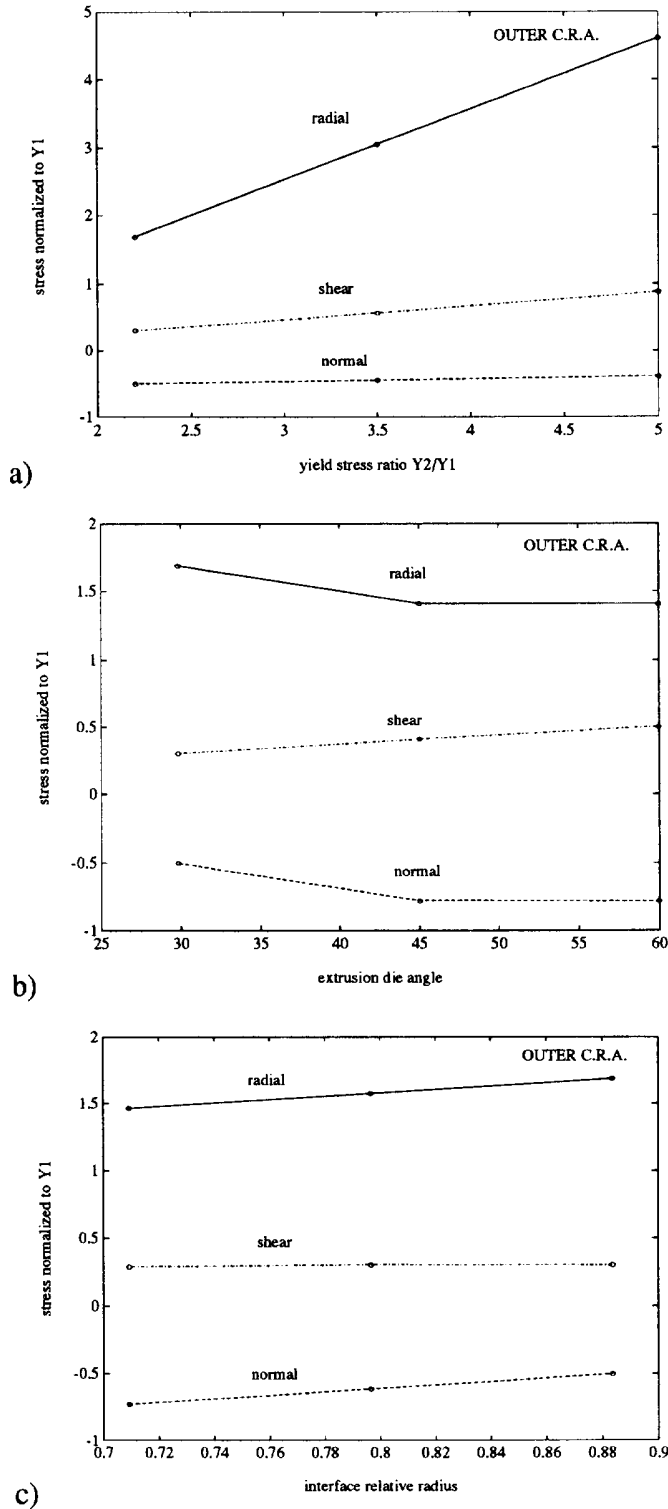 OUTER C.R.A.
5
4
3
2
1
0
-1
stress normalized to Y1
radial
shear
normal
2 2.5 3 3.5 4 4.5 5
yield stress ratio Y2/Y1
a)
OUTER C.R.A.
2
1.5
1
0.5
0
-0.5
-1
stress normalized to Y1
radial
shear
normal
25 30 35 40 45 50 55 60
extrusion die angle
b)
OUTER C.R.A.
2
1.5
1
0.5
0
-0.5
-1
stress normalized to Y1
radial
shear
normal
0.7 0.72 0.74 0.76 0.78 0.8 0.82 0.84 0.86 0.88 0.9
interface relative radius
c)